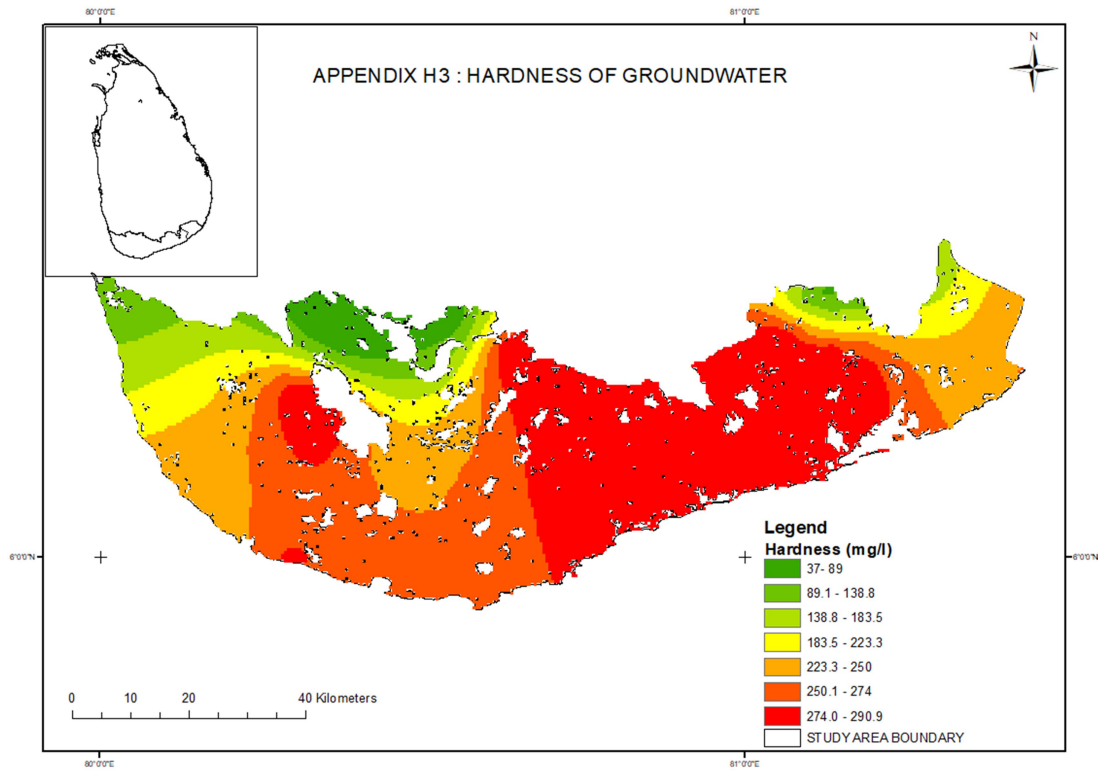 80°0'0"E 81°0'0"E
N
APPENDIX H3 : HARDNESS OF GROUNDWATER
6°0'0"N 6°0'0"N
Legend
Hardness (mg/l)
37- 89
89.1 - 138.8
138.8 - 183.5
183.5 - 223.3
223.3 - 250
250.1 - 274
274.0 - 290.9
STUDY AREA BOUNDARY
0 10 20 40 Kilometers
80°0'0"E 81°0'0"E